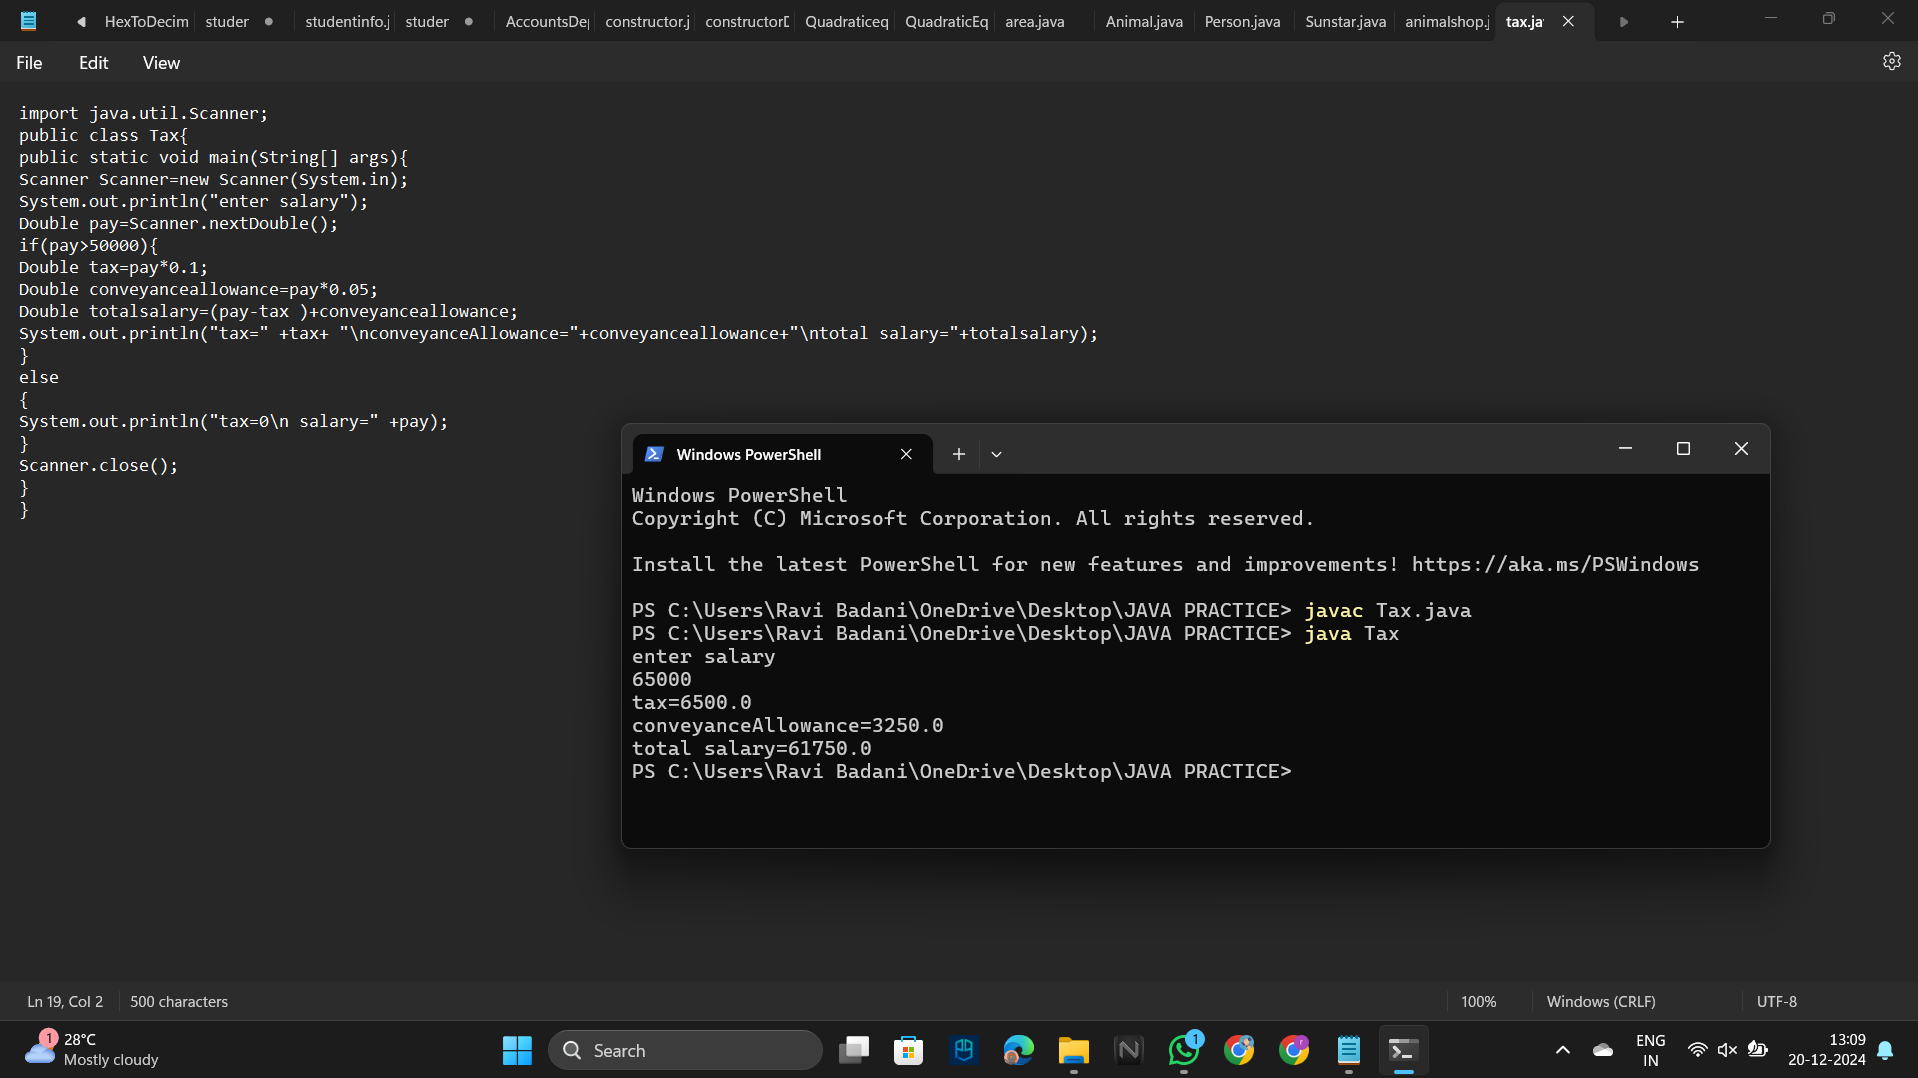 HexToDecim studer studentinfo.j studer AccountsDep constructor.j constructorD Quadraticeq QuadraticEq area.java Animal.java Person.java Sunstar.java animalshop.j tax.ja
File Edit View
import java.util.Scanner;
public class Tax{
public static void main(String[] args){
Scanner Scanner=new Scanner(System.in);
System.out.println("enter salary");
Double pay=Scanner.nextDouble();
if(pay>50000){
Double tax=pay*0.1;
Double conveyanceallowance=pay*0.05;
Double totalsalary=(pay-tax )+conveyanceallowance;
System.out.println("tax=" +tax+ "\nconveyanceAllowance="+conveyanceallowance+"\ntotal salary="+totalsalary);
}
else
{
System.out.println("tax=0\n salary=" +pay);
}
Scanner.close();
}
}
Windows PowerShell
Windows PowerShell
Copyright (C) Microsoft Corporation. All rights reserved.
Install the latest PowerShell for new features and improvements! https://aka.ms/PSWindows
PS C:\Users\Ravi Badani\OneDrive\Desktop\JAVA PRACTICE> javac Tax.java
PS C:\Users\Ravi Badani\OneDrive\Desktop\JAVA PRACTICE> java Tax
enter salary
65000
tax=6500.0
conveyanceAllowance=3250.0
total salary=61750.0
PS C:\Users\Ravi Badani\OneDrive\Desktop\JAVA PRACTICE>
Ln 19, Col 2 500 characters 100% Windows (CRLF) UTF-8
1 28°C
Mostly cloudy
Search
1
ENG
IN
13:09
20-12-2024